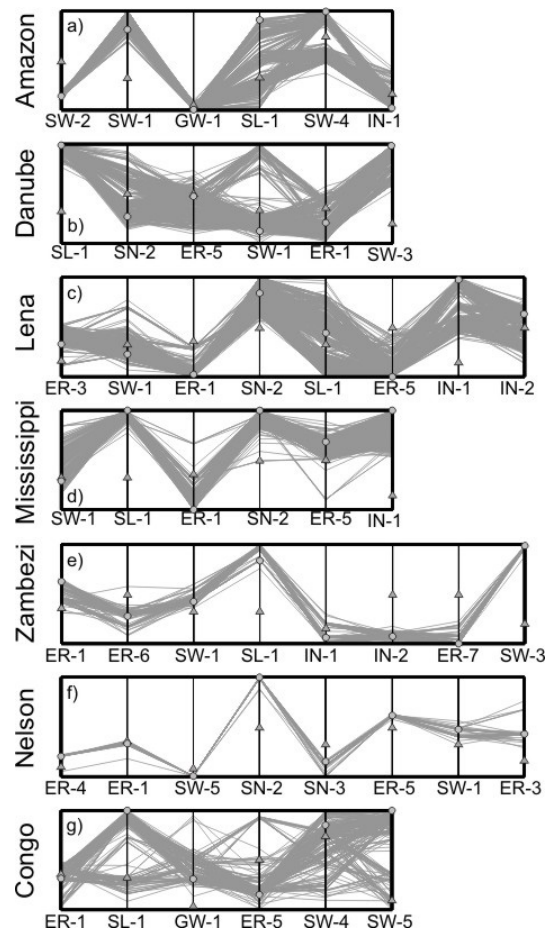 Amazon
a)
SW-2 SW-1 GW-1 SL-1 SW-4 IN-1
Danube
b)
SL-1 SN-2 ER-5 SW-1 ER-1 SW-3
Lena
c)
ER-3 SW-1 ER-1 SN-2 SL-1 ER-5 IN-1 IN-2
Mississippi
d)
SW-1 SL-1 ER-1 SN-2 ER-5 IN-1
Zambezi
e)
ER-1 ER-6 SW-1 SL-1 IN-1 IN-2 ER-7 SW-3
Nelson
f)
ER-4 ER-1 SW-5 SN-2 SN-3 ER-5 SW-1 ER-3
Congo
g)
ER-1 SL-1 GW-1 ER-5 SW-4 SW-5